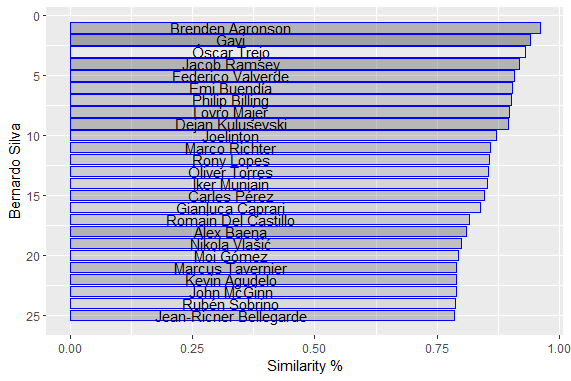 0
Brenden Aaronson
Gavi
Óscar Trejo
Jacob Ramsey
5
Federico Valverde
Emi Buendía
Philip Billing
Lovro Majer
Dejan Kulusevski
10
Joelinton
Marco Richter
Rony Lopes
Óliver Torres
Iker Muniain
15
Carles Pérez
Gianluca Caprari
Romain Del Castillo
Álex Baena
Nikola Vlašić
20
Moi Gómez
Marcus Tavernier
Kevin Agudelo
John McGinn
Rubén Sobrino
25
Jean-Ricner Bellegarde
Bernardo Silva
0.00 0.25 0.50 0.75 1.00
Similarity %